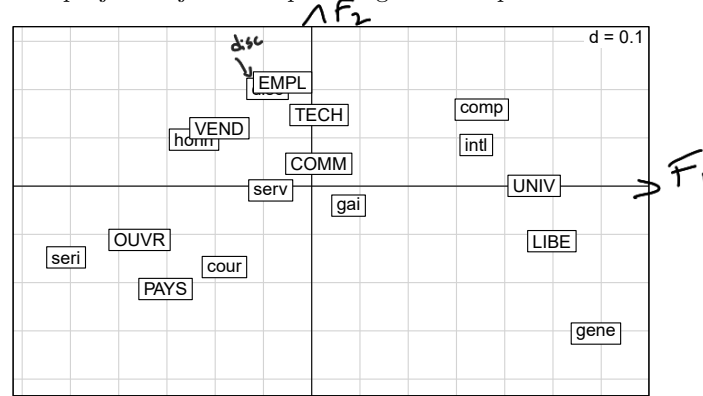 F₂
d = 0.1
disc
EMPL
comp
TECH
VEND
honn
intl
COMM
serv
UNIV
F₁
gai
OUVR
LIBE
seri
cour
PAYS
gene